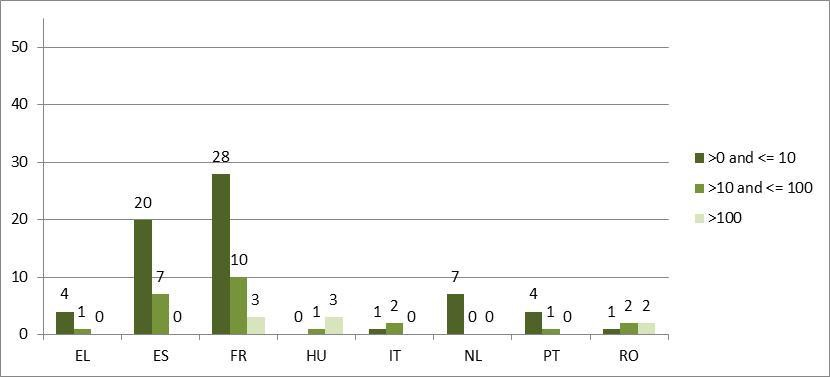 50
40
30
20
10
0
4 1 0
20 7 0
28 10 3
0 1 3
1 2 0
7 0 0
4 1 0
1 2 2
EL ES FR HU IT NL PT RO
>0 and <= 10
>10 and <= 100
>100